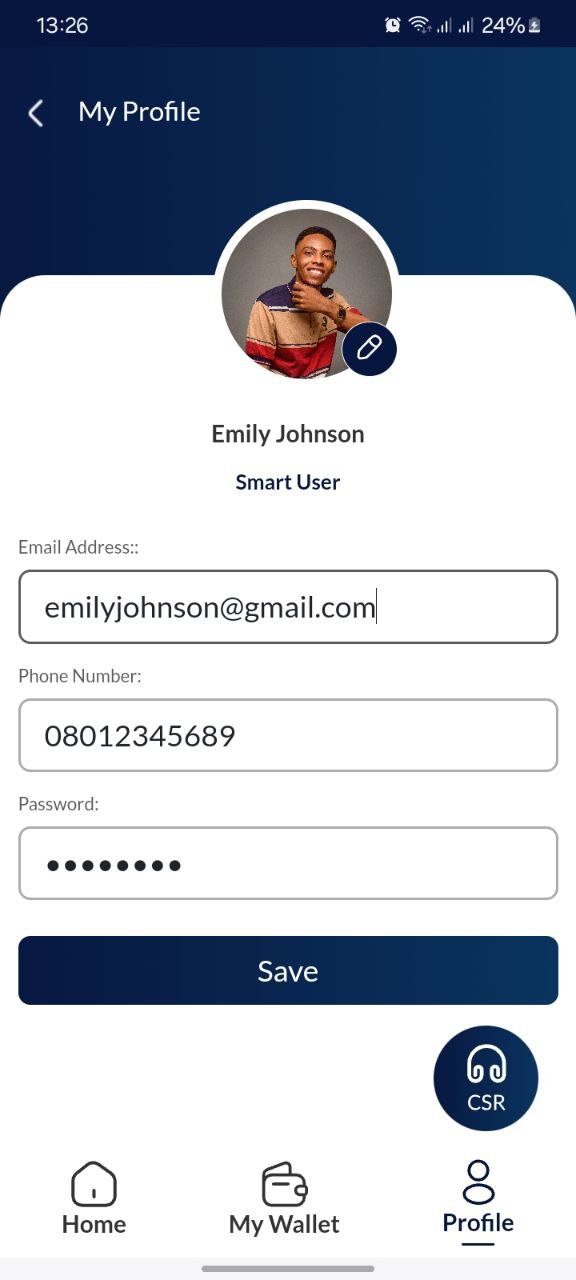 13:26
24%
My Profile
Emily Johnson
Smart User
Email Address::
emilyjohnson@gmail.com
Phone Number:
08012345689
Password:
••••••••
Save
CSR
Home
My Wallet
Profile